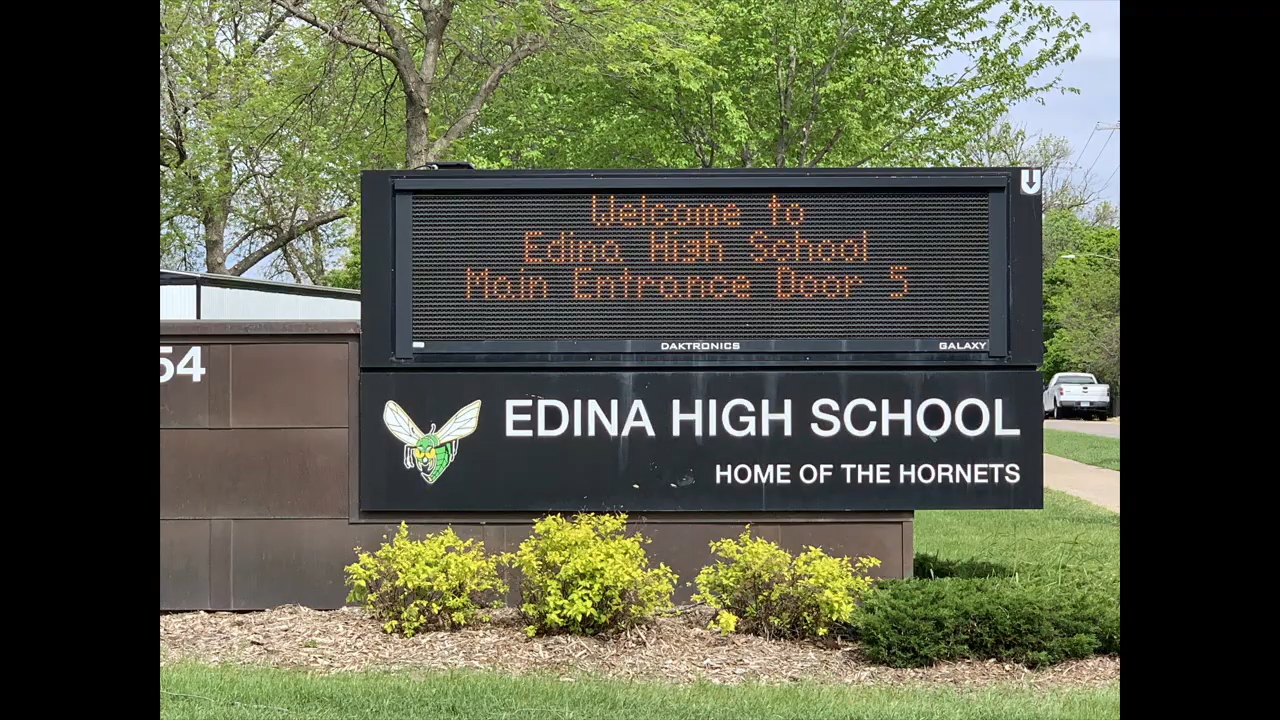 Welcome to
Edina High School
Main Entrance Door 5
DAKTRONICS GALAXY
54
EDINA HIGH SCHOOL
HOME OF THE HORNETS